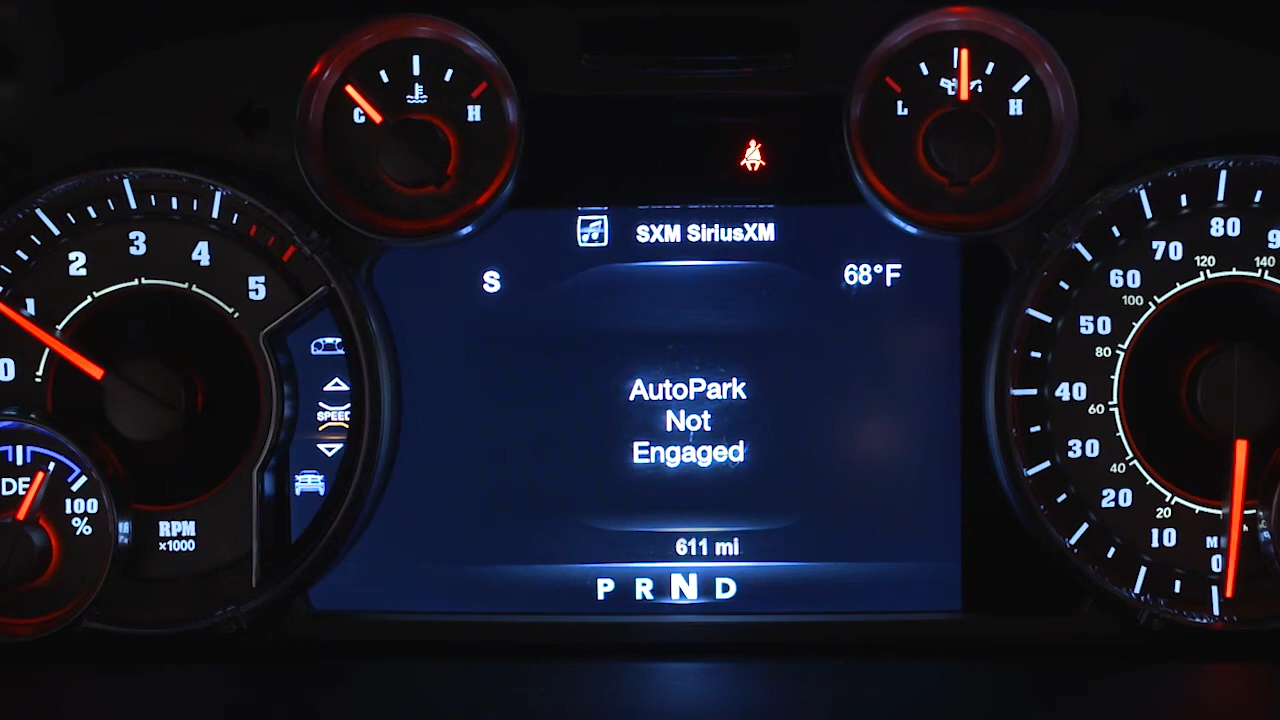 C H
L H
SXM SiriusXM
S 68°F
AutoPark
Not
Engaged
611 mi
P R N D
0 1 2 3 4 5
RPM
x1000
SPEED
100
%
0 10 20 30 40 50 60 70 80
20 40 60 80 100 120 140